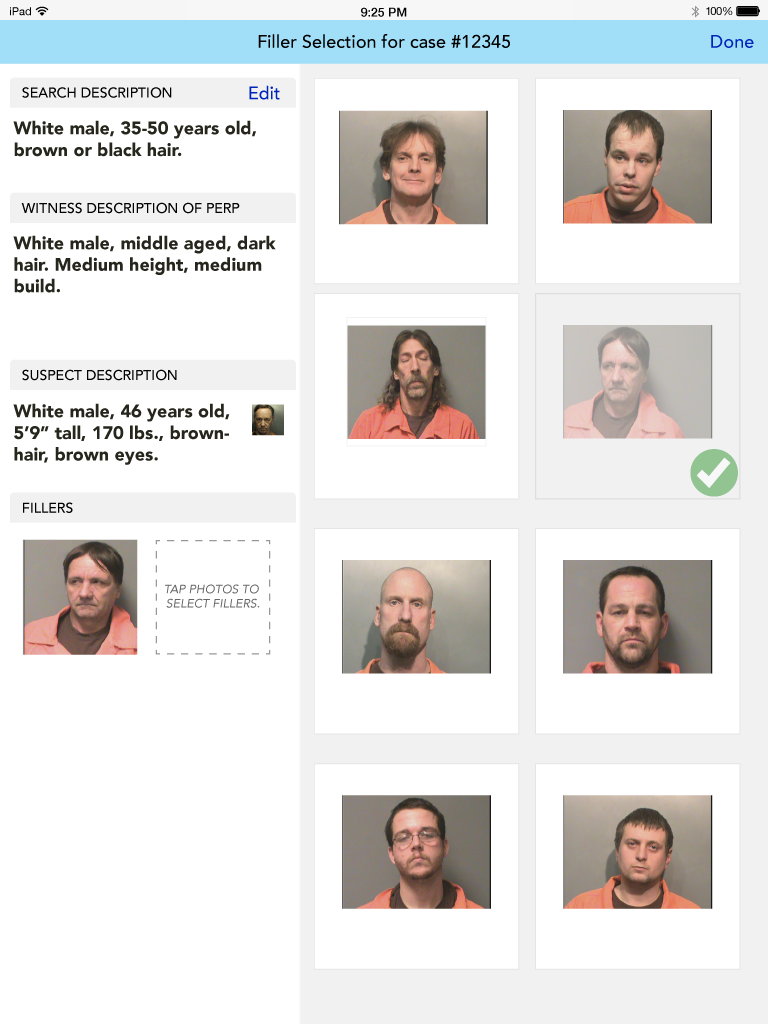 iPad 9:25 PM 100%
Filler Selection for case #12345 Done
SEARCH DESCRIPTION Edit
White male, 35-50 years old,
brown or black hair.
WITNESS DESCRIPTION OF PERP
White male, middle aged, dark
hair. Medium height, medium
build.
SUSPECT DESCRIPTION
White male, 46 years old,
5’9” tall, 170 lbs., brown-
hair, brown eyes.
FILLERS
TAP PHOTOS TO
SELECT FILLERS.